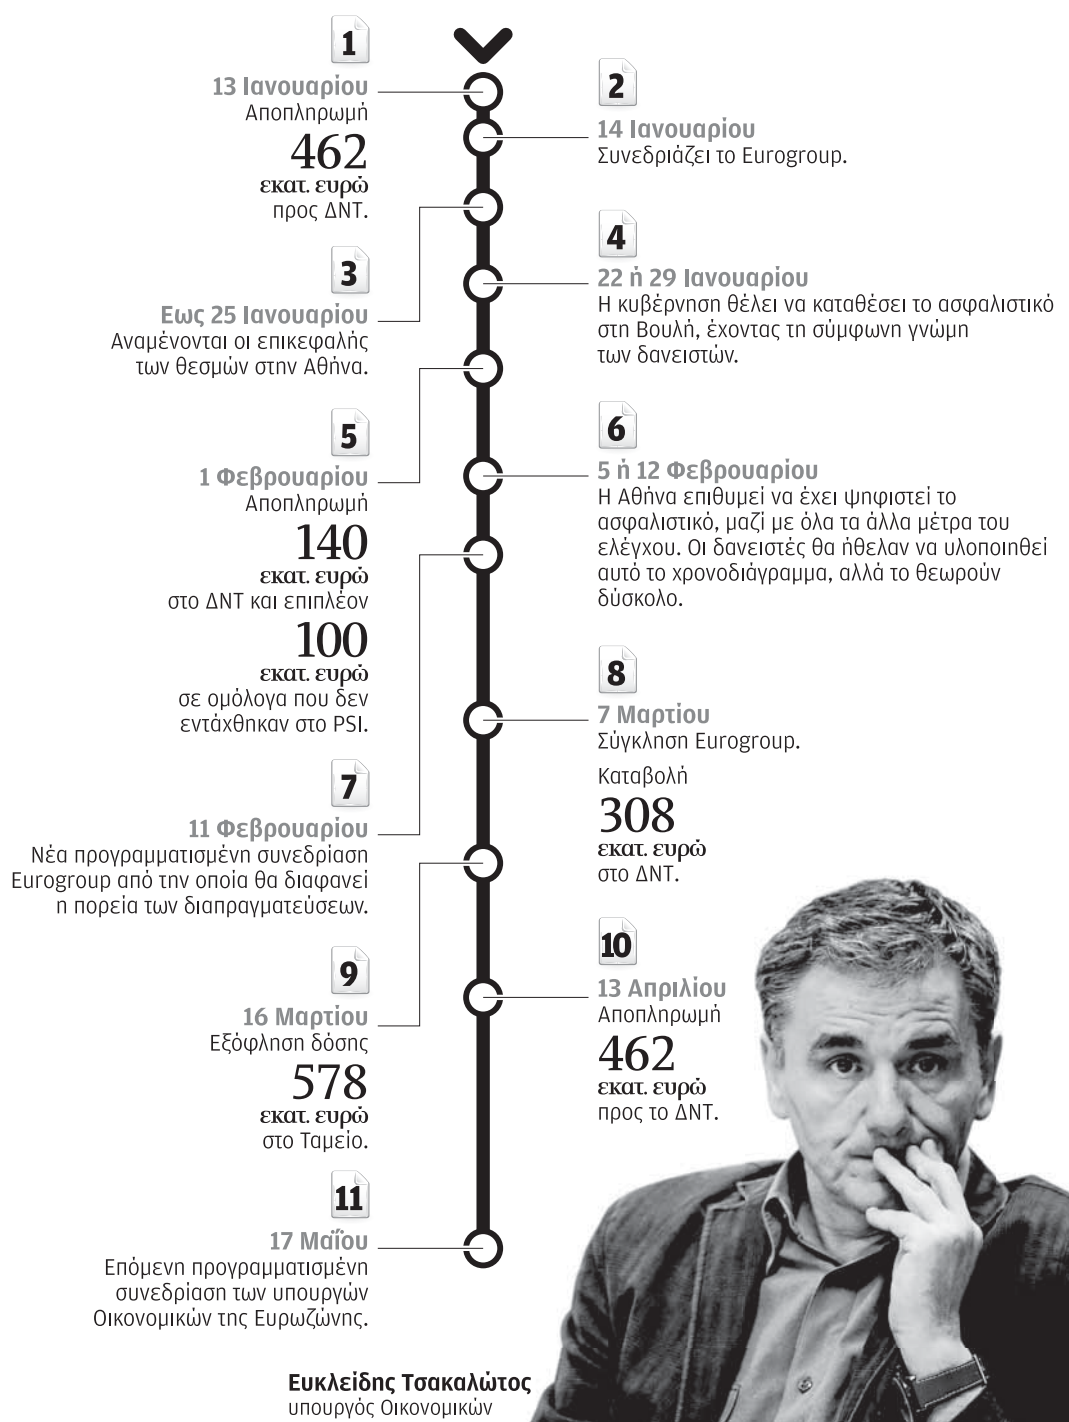 1
13 Ιανουαρίου
Αποπληρωμή
462
εκατ. ευρώ
προς ΔΝΤ.
2
14 Ιανουαρίου
Συνεδριάζει το Eurogroup.
3
Εως 25 Ιανουαρίου
Αναμένονται οι επικεφαλής
των θεσμών στην Αθήνα.
4
22 ή 29 Ιανουαρίου
Η κυβέρνηση θέλει να καταθέσει το ασφαλιστικό
στη Βουλή, έχοντας τη σύμφωνη γνώμη
των δανειστών.
5
1 Φεβρουαρίου
Αποπληρωμή
140
εκατ. ευρώ
στο ΔΝΤ και επιπλέον
100
εκατ. ευρώ
σε ομόλογα που δεν
εντάχθηκαν στο PSI.
6
5 ή 12 Φεβρουαρίου
Η Αθήνα επιθυμεί να έχει ψηφιστεί το
ασφαλιστικό, μαζί με όλα τα άλλα μέτρα του
ελέγχου. Οι δανειστές θα ήθελαν να υλοποιηθεί
αυτό το χρονοδιάγραμμα, αλλά το θεωρούν
δύσκολο.
7
11 Φεβρουαρίου
Νέα προγραμματισμένη συνεδρίαση
Eurogroup από την οποία θα διαφανεί
η πορεία των διαπραγματεύσεων.
8
7 Μαρτίου
Σύγκληση Eurogroup.
Καταβολή
308
εκατ. ευρώ
στο ΔΝΤ.
9
16 Μαρτίου
Εξόφληση δόσης
578
εκατ. ευρώ
στο Ταμείο.
10
13 Απριλίου
Αποπληρωμή
462
εκατ. ευρώ
προς το ΔΝΤ.
11
17 Μαΐου
Επόμενη προγραμματισμένη
συνεδρίαση των υπουργών
Οικονομικών της Ευρωζώνης.
Ευκλείδης Τσακαλώτος
υπουργός Οικονομικών